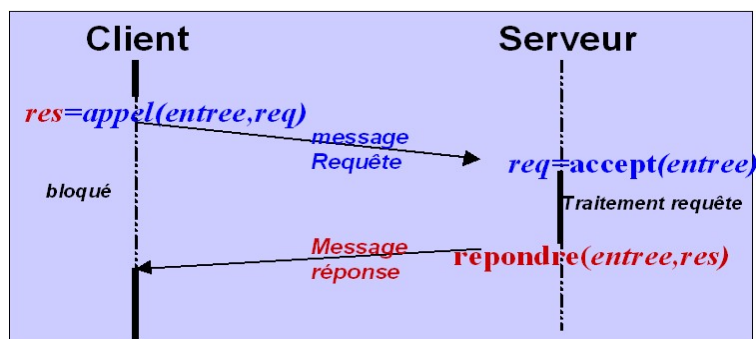 Client
Serveur
res=appel(entree,req)
message
Requête
req=accept(entree)
bloqué
Traitement requête
Message
réponse
repondre(entree,res)